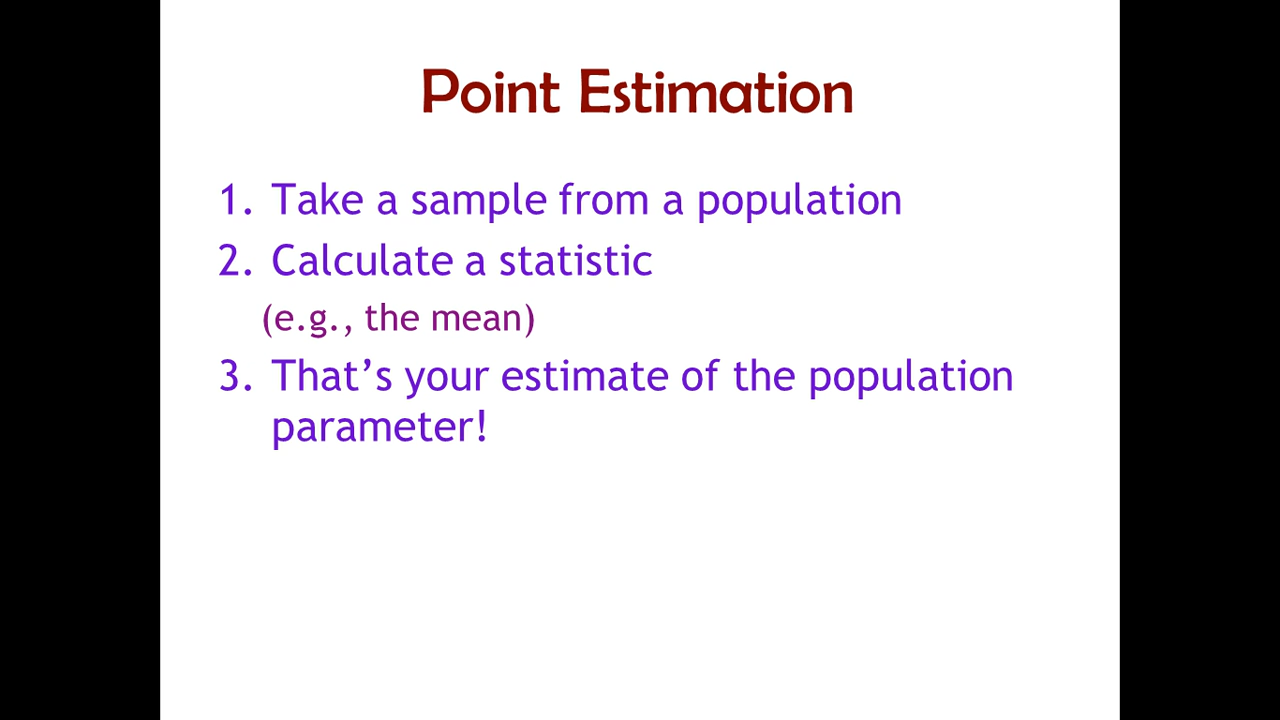 Point Estimation
1. Take a sample from a population
2. Calculate a statistic
(e.g., the mean)
3. That’s your estimate of the population
parameter!